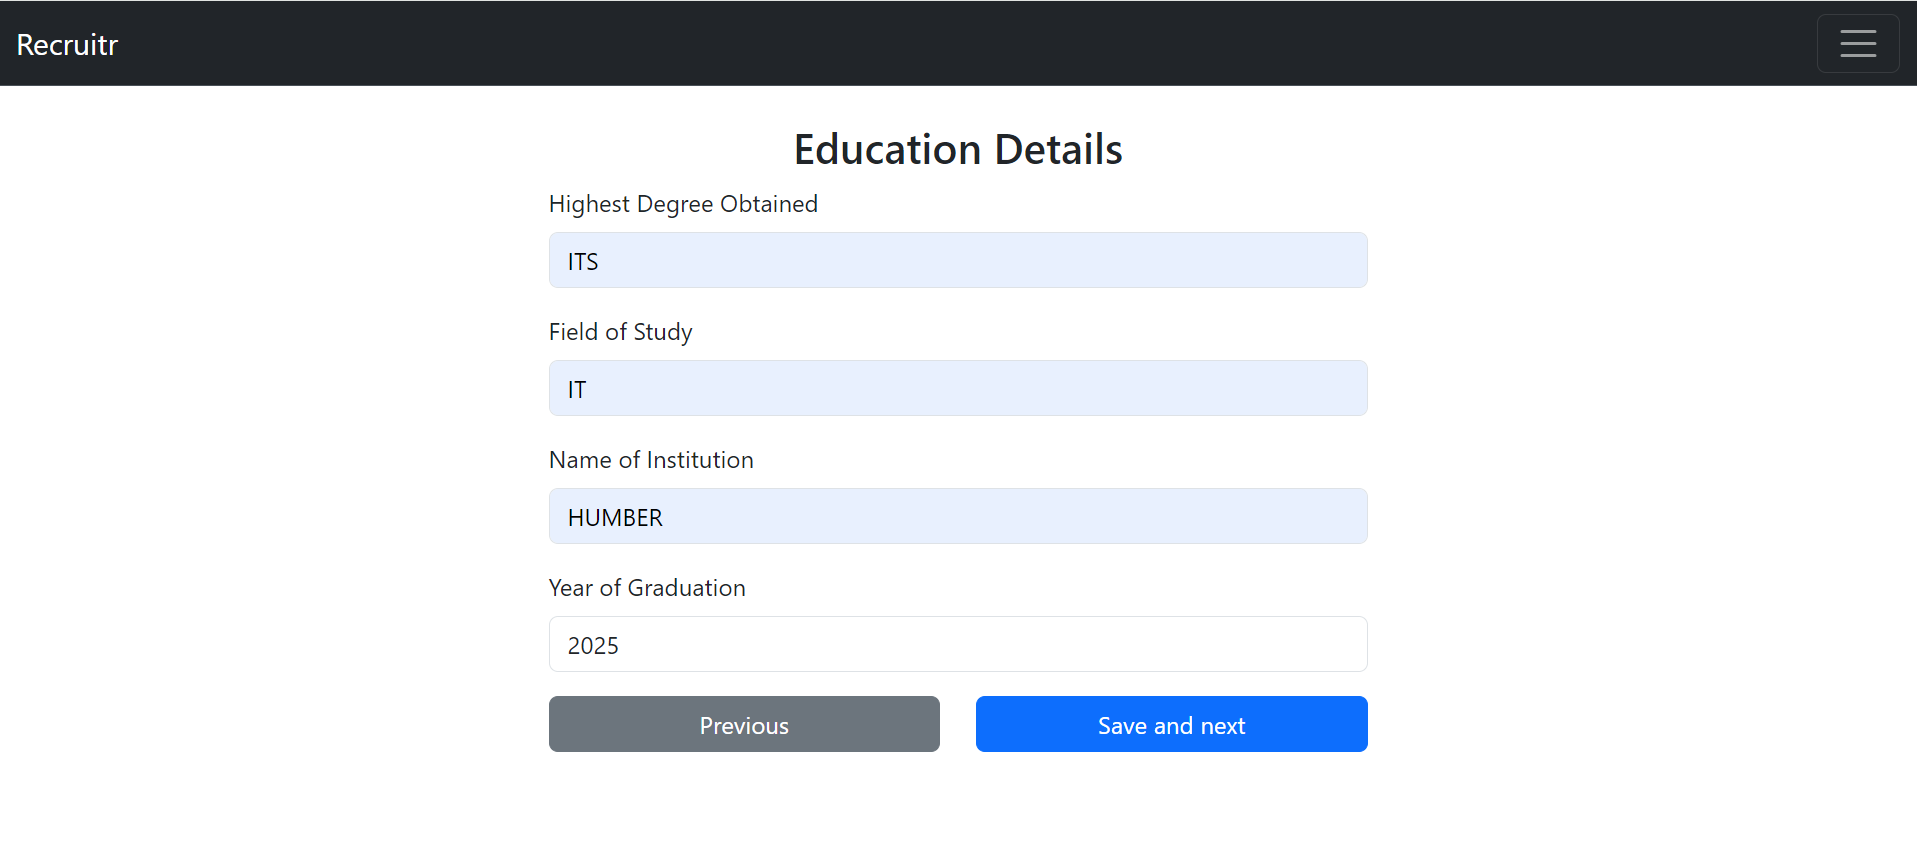 Recruitr
Education Details
Highest Degree Obtained
ITS
Field of Study
IT
Name of Institution
HUMBER
Year of Graduation
2025
Previous
Save and next